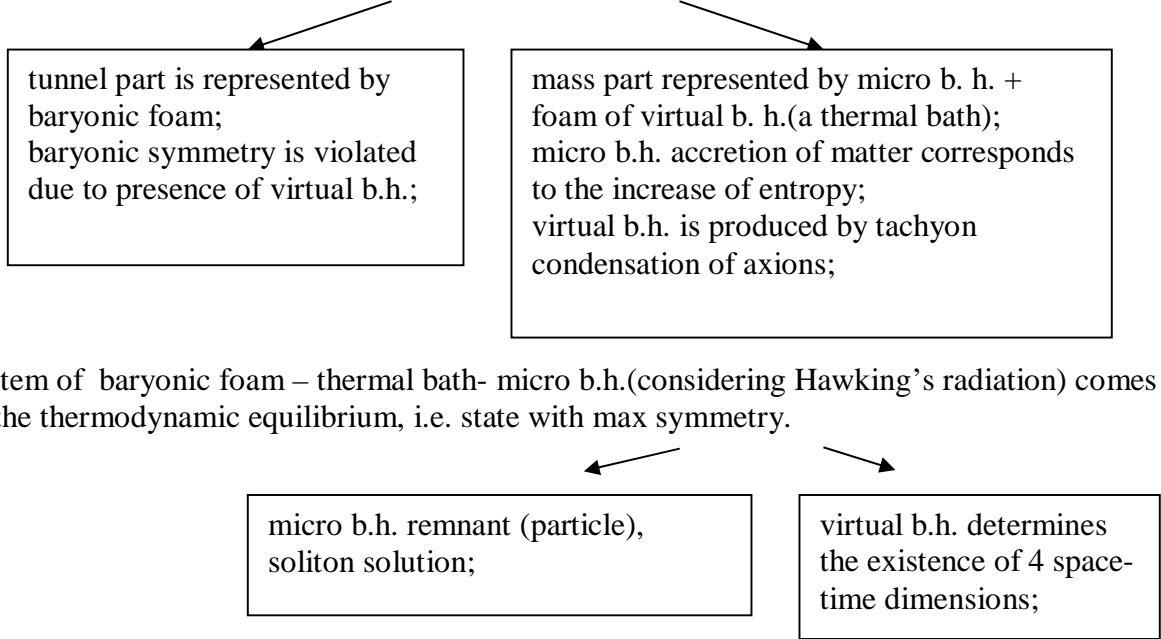 tunnel part is represented by
baryonic foam;
baryonic symmetry is violated
due to presence of virtual b.h.;
mass part represented by micro b. h. +
foam of virtual b. h.(a thermal bath);
micro b.h. accretion of matter corresponds
to the increase of entropy;
virtual b.h. is produced by tachyon
condensation of axions;
tem of baryonic foam – thermal bath- micro b.h.(considering Hawking’s radiation) comes
the thermodynamic equilibrium, i.e. state with max symmetry.
micro b.h. remnant (particle),
soliton solution;
virtual b.h. determines
the existence of 4 space-
time dimensions;